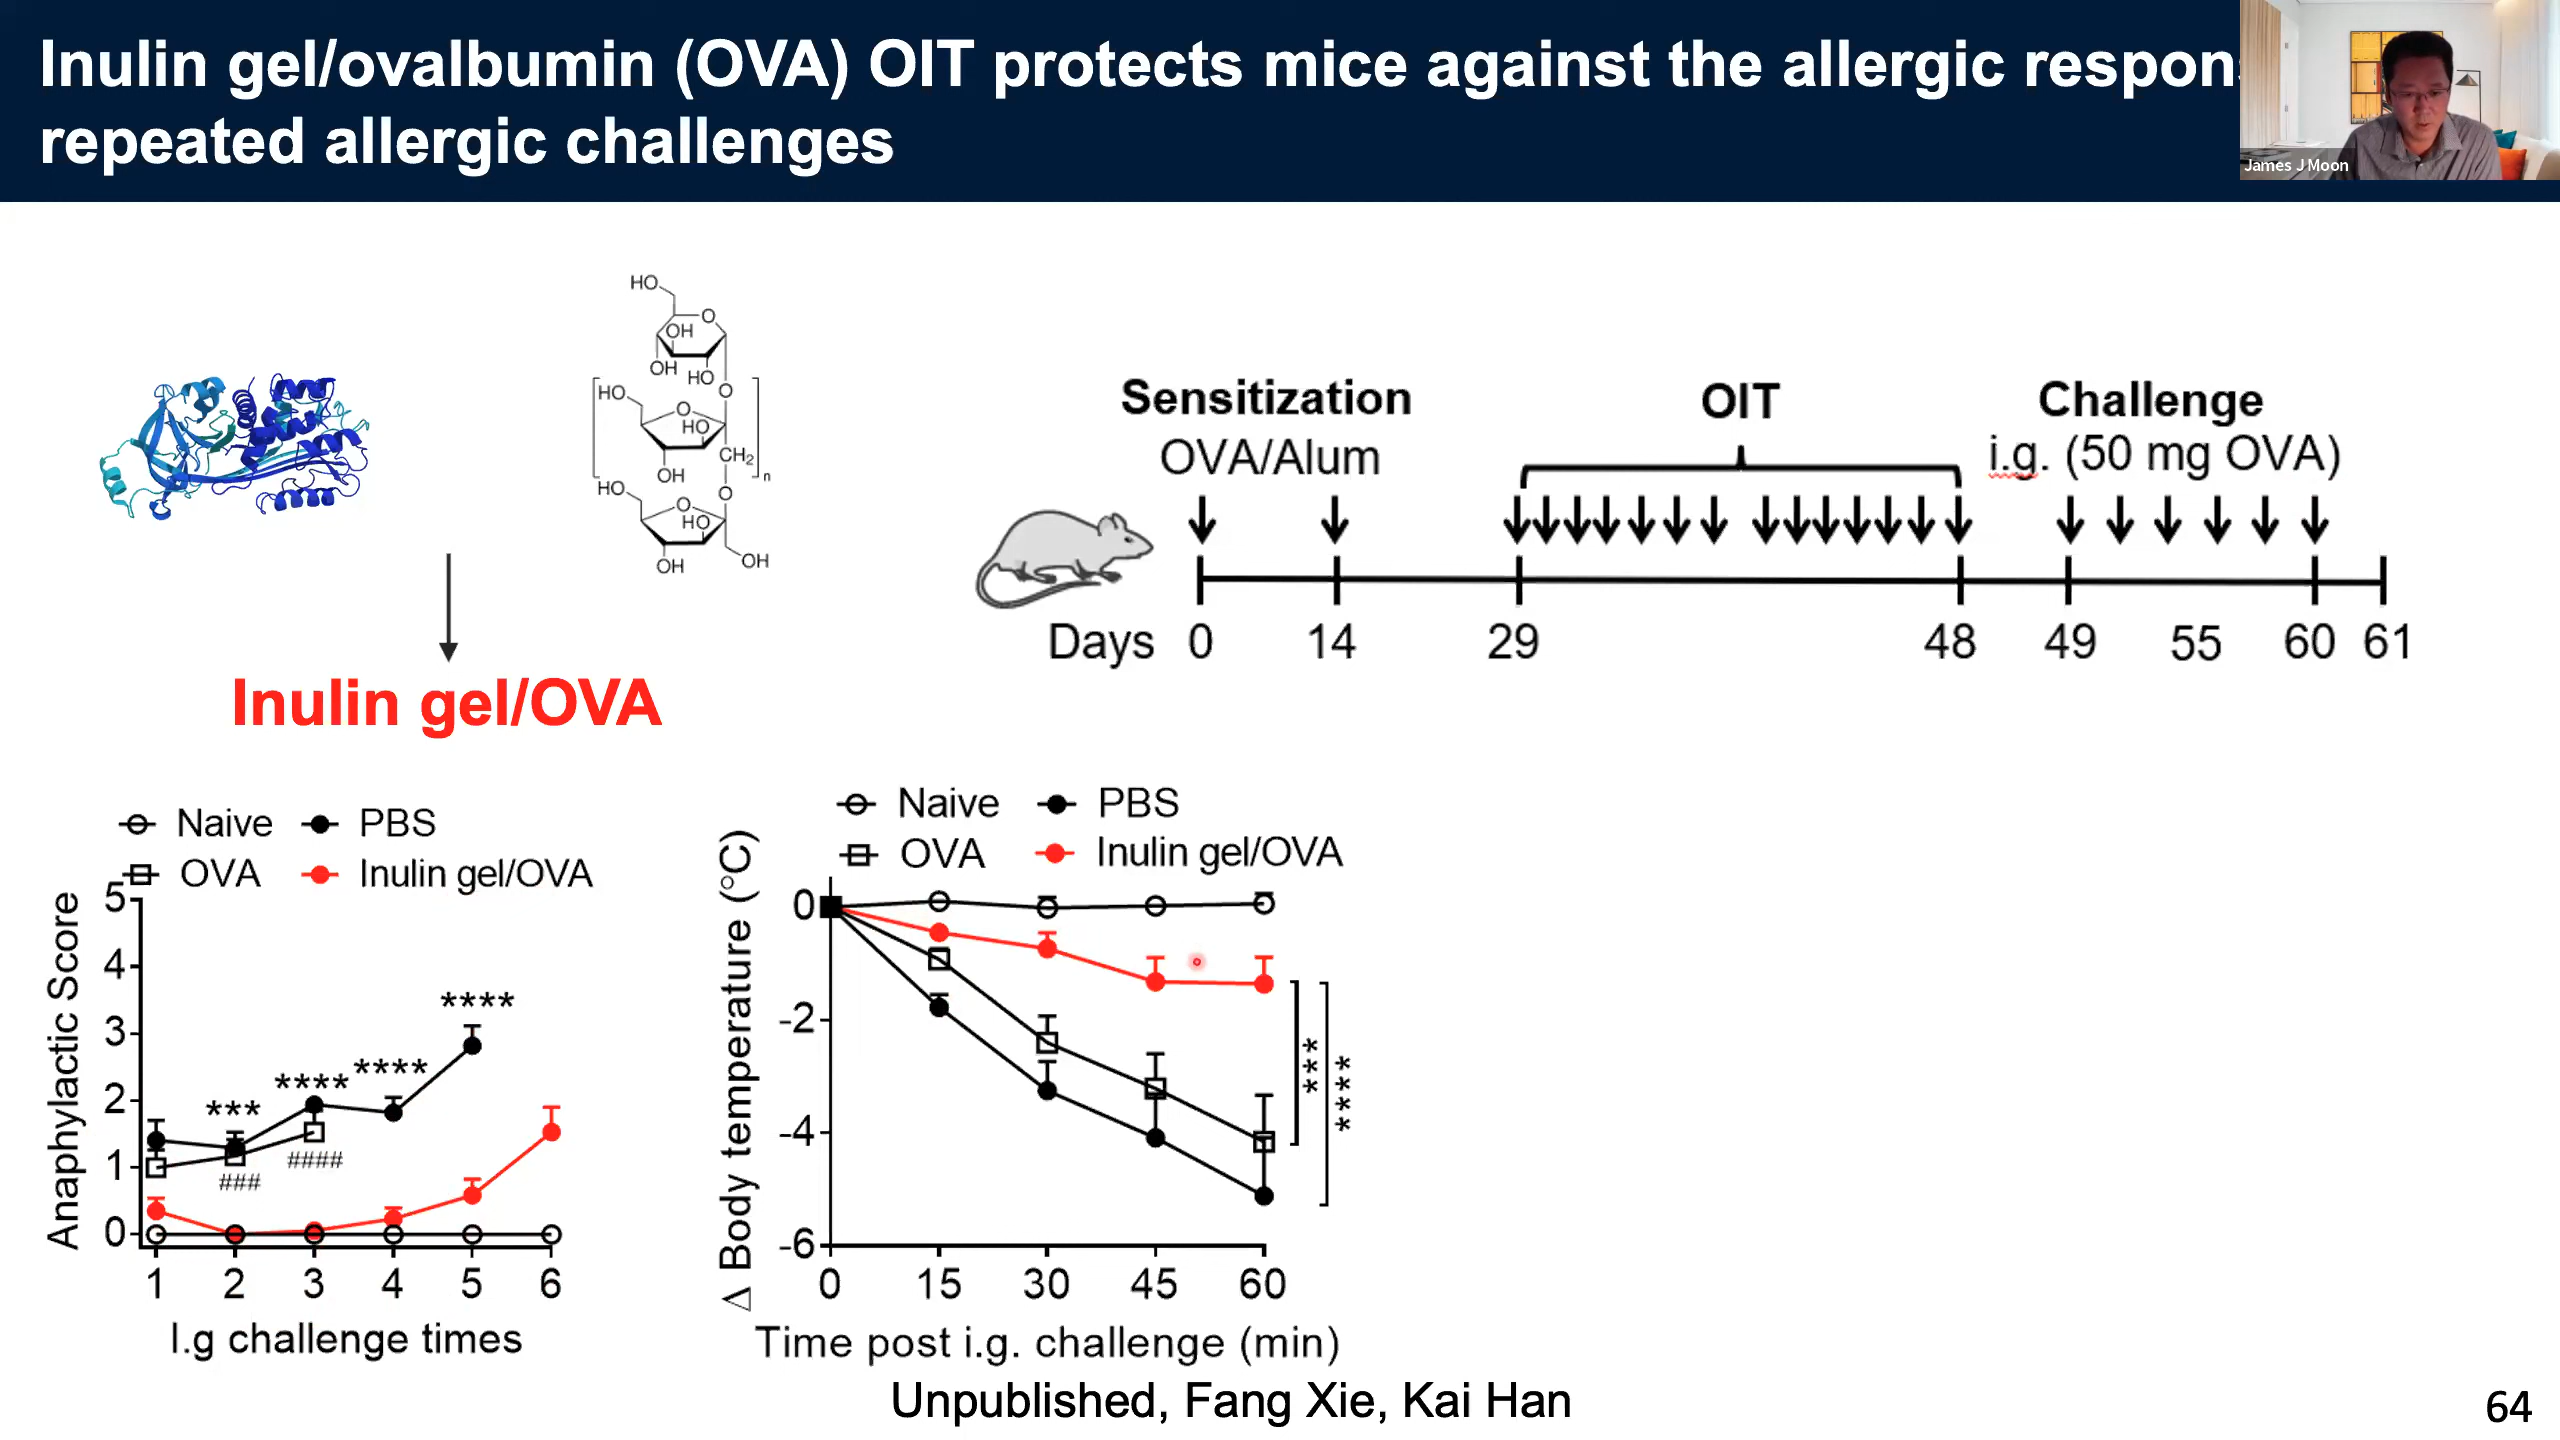 Inulin gel/ovalbumin (OVA) OIT protects mice against the allergic
repeated allergic challenges
James J Moon
HO
O
OH
OH
HO
O
HO
O
HO
OH
CH2
n
HO
O
O
HO
OH
OH
Inulin gel/OVA
Sensitization
OVA/Alum
OIT
Challenge
i.g. (50 mg OVA)
Days 0 14 29 48 49 55 60 61
Naive PBS
OVA Inulin gel/OVA
Anaphylactic Score
5
4
3
2
1
0
****
****
****
***
####
###
1 2 3 4 5 6
I.g challenge times
Naive PBS
OVA Inulin gel/OVA
Δ Body temperature (°C)
0
-2
-4
-6
***
****
0 15 30 45 60
Time post i.g. challenge (min)
Unpublished, Fang Xie, Kai Han
64